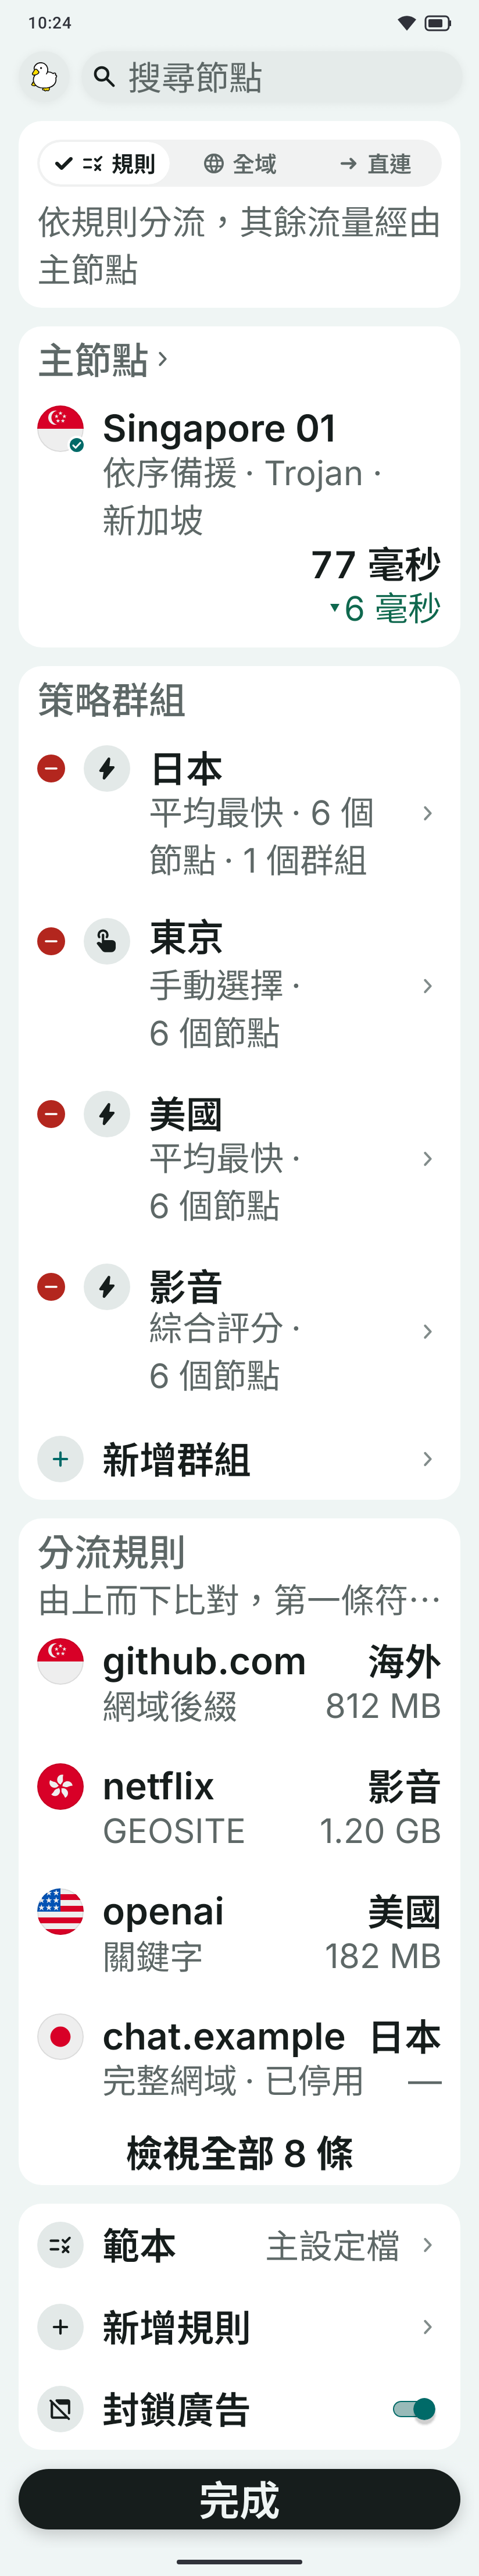 10:24
搜尋節點
規則
全域
直連
依規則分流，其餘流量經由
主節點
主節點
Singapore 01
依序備援 · Trojan ·
新加坡
77 毫秒
▾6 毫秒
策略群組
日本
平均最快 · 6 個
節點 · 1 個群組
東京
手動選擇 ·
6 個節點
美國
平均最快 ·
6 個節點
影音
綜合評分 ·
6 個節點
新增群組
分流規則
由上而下比對，第一條符…
github.com 海外
網域後綴 812 MB
netflix 影音
GEOSITE 1.20 GB
openai 美國
關鍵字 182 MB
chat.example 日本
完整網域 · 已停用 —
檢視全部 8 條
範本 主設定檔
新增規則
封鎖廣告
完成